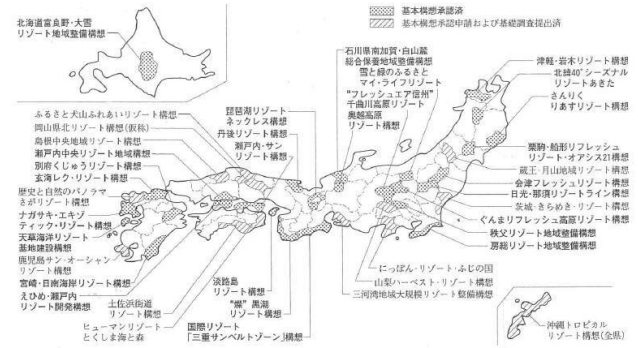 基本構想承認済
基本構想承認申請および基礎調査提出済
北海道富良野・大雪
リゾート地域整備構想
石川県南加賀・白山麓
総合保養地域整備構想
雪と緑のふるさと
マイ・ライフリゾート
“フレッシュエア信州”
千曲川高原リゾート
奥越高原
リゾート構想
津軽・岩木リゾート構想
北緯40°シーズナル
リゾートあきた
さんりく
りあすリゾート構想
琵琶湖リゾート
ネックレス構想
丹後リゾート構想
瀬戸内・サン
リゾート構想
ふるさと犬山ふれあいリゾート構想
岡山県北リゾート構想(仮称)
島根中央地域リゾート構想
瀬戸内中央リゾート地域構想
別府くじゅうリゾート構想
玄海レク・リゾート構想
歴史と自然のパノラマ
さがリゾート構想
ナガサキ・エキゾ
ティック・リゾート構想
天草海洋リゾート
基地建設構想
鹿児島サン・オーシャン
リゾート構想
宮崎・日南海岸リゾート構想
えひめ・瀬戸内
リゾート開発構想
土佐浜街道
リゾート構想
ヒューマンリゾート
とくしま海と森
淡路島
リゾート構想
“燦”黒潮
リゾート構想
国際リゾート
「三重サンベルトゾーン」構想
栗駒・船形リフレッシュ
リゾート・オアシス21構想
蔵王・月山地域リゾート構想
会津フレッシュリゾート構想
日光・那須リゾートライン構想
茨城・きらめき・リゾート構想
ぐんまリフレッシュ高原リゾート構想
秩父リゾート地域整備構想
房総リゾート地域整備構想
にっぽん・リゾート・ふじの国
山梨ハーベスト・リゾート構想
三河湾地域大規模リゾート整備構想
沖縄トロピカル
リゾート構想(全県)